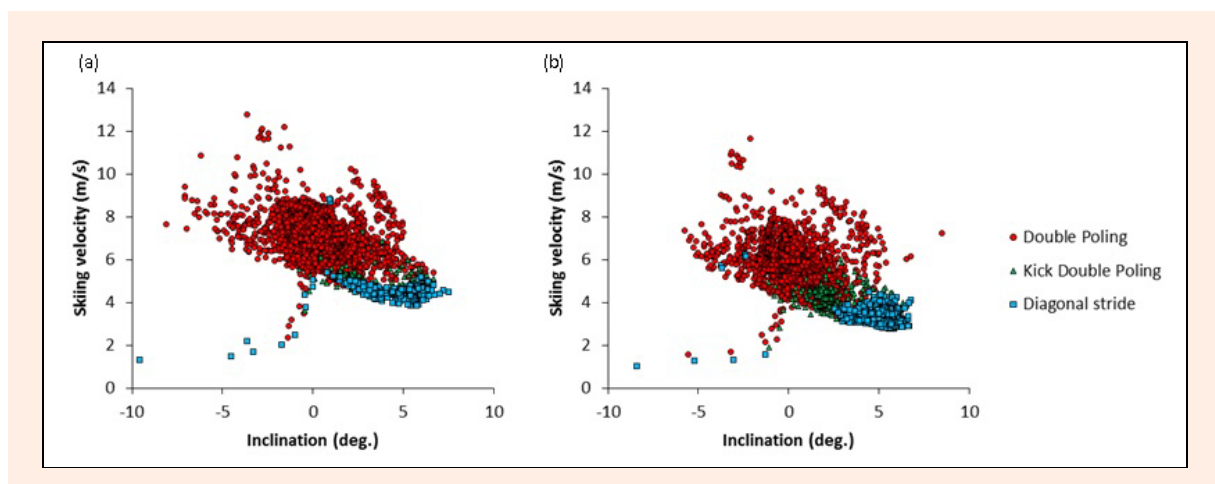 (a)
14
12
10
8
6
4
2
0
-10 -5 0 5 10
Skiing velocity (m/s)
Inclination (deg.)
(b)
14
12
10
8
6
4
2
0
-10 -5 0 5 10
Skiing velocity (m/s)
Inclination (deg.)
Double Poling
Kick Double Poling
Diagonal stride